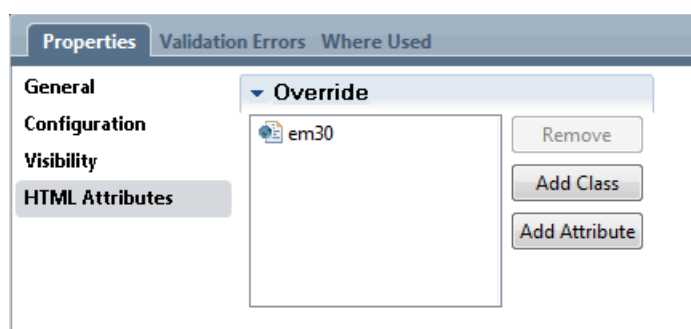 Properties Validation Errors Where Used
General
Configuration
Visibility
HTML Attributes
Override
em30
Remove
Add Class
Add Attribute